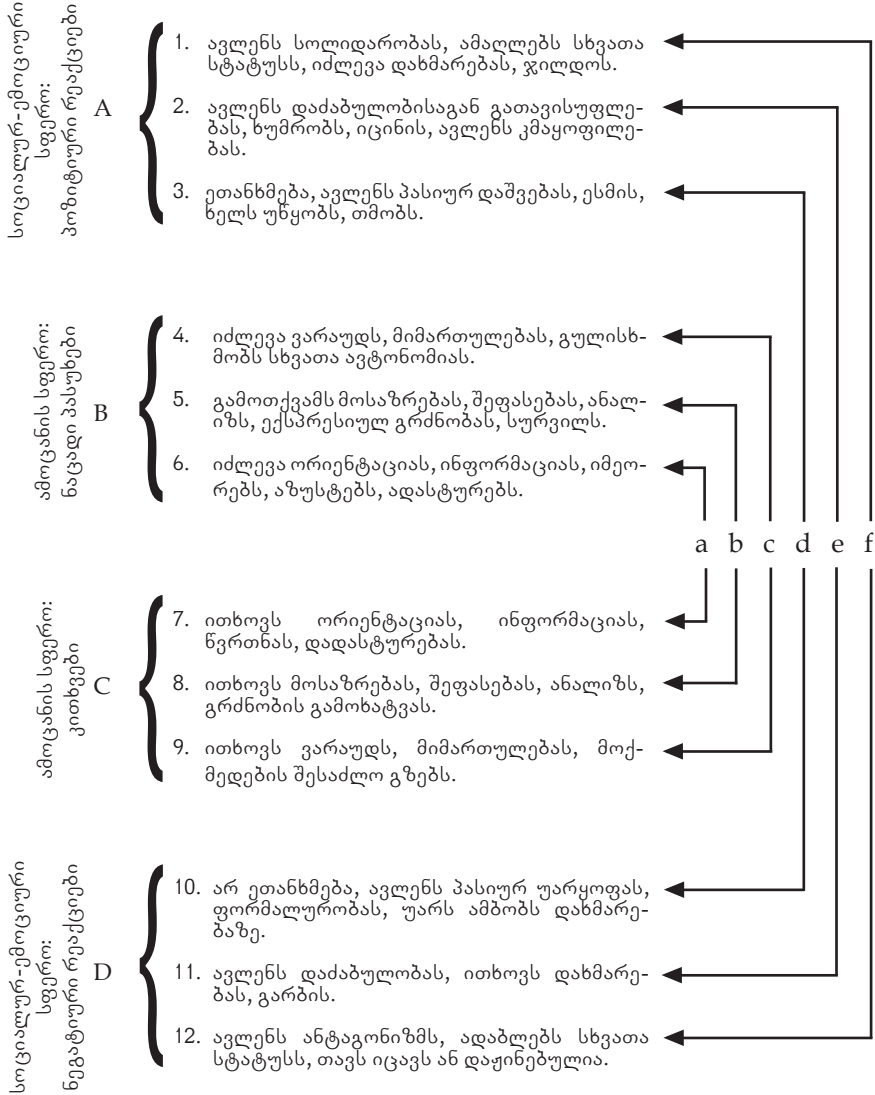 სოციალურ-ემოციური
სფერო:
პოზიტიური რეაქციები
A
1. ავლენს სოლიდარობას, ამაღლებს სხვათა
სტატუსს, იძლევა დახმარებას, ჯილდოს.
2. ავლენს დაძაბულობისაგან გათავისუფლე-
ბას, ხუმრობს, იცინის, ავლენს კმაყოფილე-
ბას.
3. ეთანხმება, ავლენს პასიურ დაშვებას, ესმის,
ხელს უწყობს, თმობს.
ამოცანის სფერო:
ნაცადი პასუხები
B
4. იძლევა ვარაუდს, მიმართულებას, გულისხ-
მობს სხვათა ავტონომიას.
5. გამოთქვამს მოსაზრებას, შეფასებას, ანალ-
იზს, ექსპრესიულ გრძნობას, სურვილს.
6. იძლევა ორიენტაციას, ინფორმაციას, იმეო-
რებს, აზუსტებს, ადასტურებს.
a b c d e f
ამოცანის სფერო:
კითხვები
C
7. ითხოვს ორიენტაციას, ინფორმაციას,
წვრთნას, დადასტურებას.
8. ითხოვს მოსაზრებას, შეფასებას, ანალიზს,
გრძნობის გამოხატვას.
9. ითხოვს ვარაუდს, მიმართულებას, მოქ-
მედების შესაძლო გზებს.
სოციალურ-ემოციური
სფერო:
ნეგატიური რეაქციები
D
10. არ ეთანხმება, ავლენს პასიურ უარყოფას,
ფორმალურობას, უარს ამბობს დახმარე-
ბაზე.
11. ავლენს დაძაბულობას, ითხოვს დახმარე-
ბას, გარბის.
12. ავლენს ანტაგონიზმს, ადაბლებს სხვათა
სტატუსს, თავს იცავს ან დაჟინებულია.